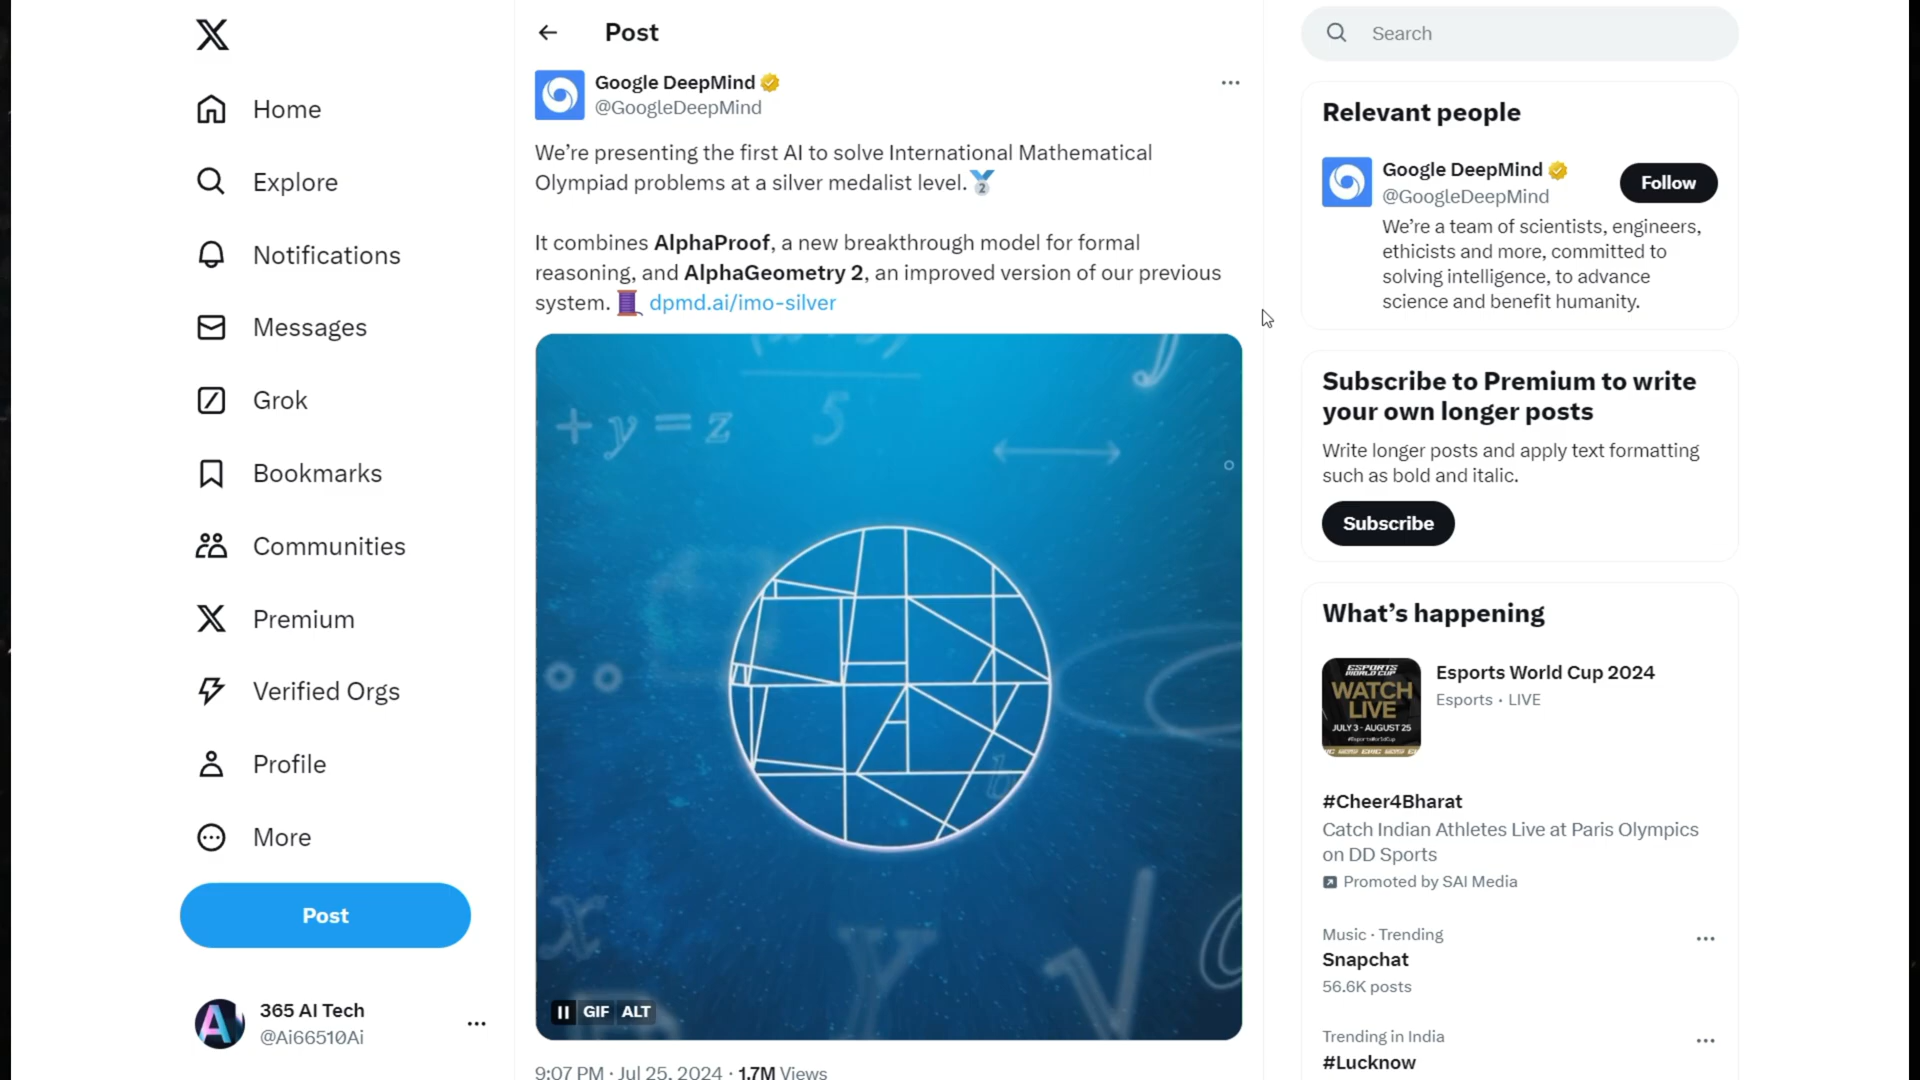 Home
Explore
Notifications
Messages
Grok
Bookmarks
Communities
Premium
Verified Orgs
Profile
More
Post
365 AI Tech
@Ai66510Ai
Post
Google DeepMind
@GoogleDeepMind
We’re presenting the first AI to solve International Mathematical
Olympiad problems at a silver medalist level.🥈
It combines AlphaProof, a new breakthrough model for formal
reasoning, and AlphaGeometry 2, an improved version of our previous
system. 🧵 dpmd.ai/imo-silver
+ y = z
5
x
Y
√
GIF ALT
9:07 PM · Jul 25, 2024 · 1.7M Views
Search
Relevant people
Google DeepMind
@GoogleDeepMind
Follow
We’re a team of scientists, engineers,
ethicists and more, committed to
solving intelligence, to advance
science and benefit humanity.
Subscribe to Premium to write
your own longer posts
Write longer posts and apply text formatting
such as bold and italic.
Subscribe
What’s happening
ESPORTS
WORLD CUP
WATCH
LIVE
JULY 3 - AUGUST 25
Esports World Cup 2024
Esports · LIVE
#Cheer4Bharat
Catch Indian Athletes Live at Paris Olympics
on DD Sports
Promoted by SAI Media
Music · Trending
Snapchat
56.6K posts
Trending in India
#Lucknow